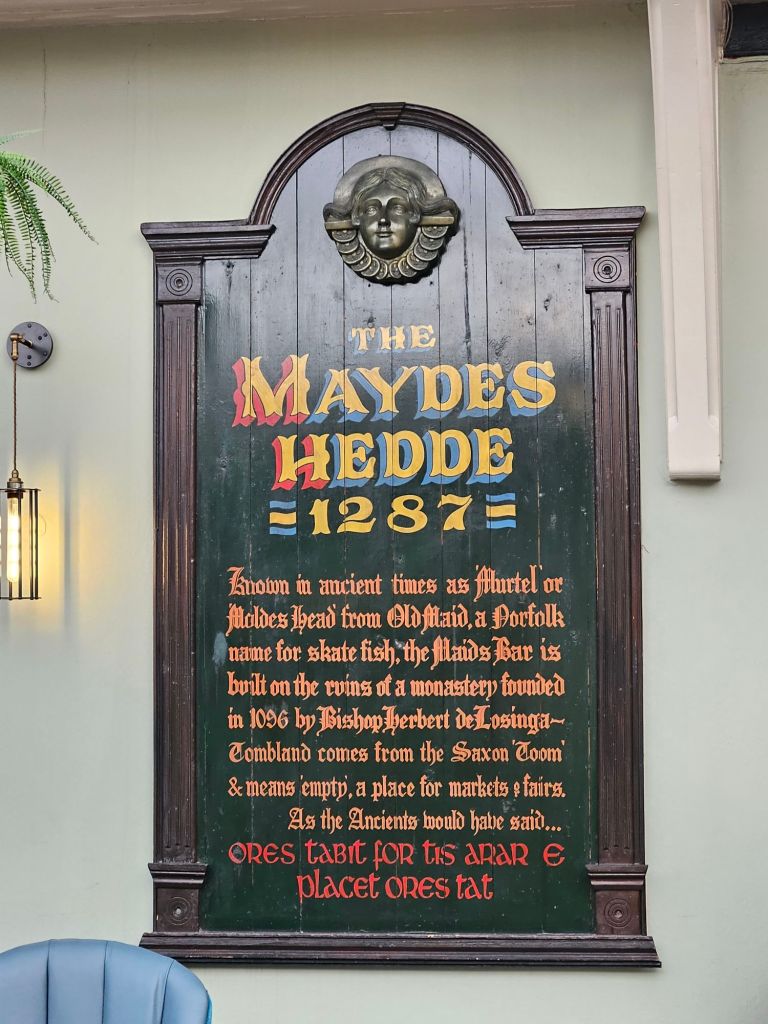 THE
MAYDES
HEDDE
1287
Known in ancient times as 'Murtel' or
Moldes Head from Old Maid, a Norfolk
name for skate fish, the Maids Bar is
built on the ruins of a monastery founded
in 1096 by Bishop Herbert de Losinga~
Tombland comes from the Saxon 'Toom'
& means 'empty', a place for markets & fairs.
As the Ancients would have said...
ORES TABIT FOR TIS ARAR E
PLACET ORES TAT